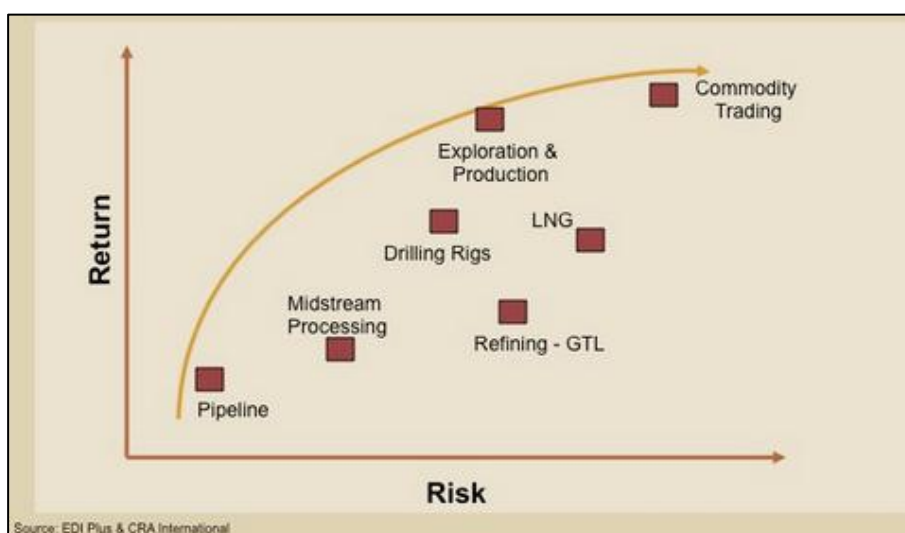 Commodity
Trading
Exploration &
Production
LNG
Drilling Rigs
Midstream
Processing
Refining - GTL
Pipeline
Return
Risk
Source: EDI Plus & CRA International